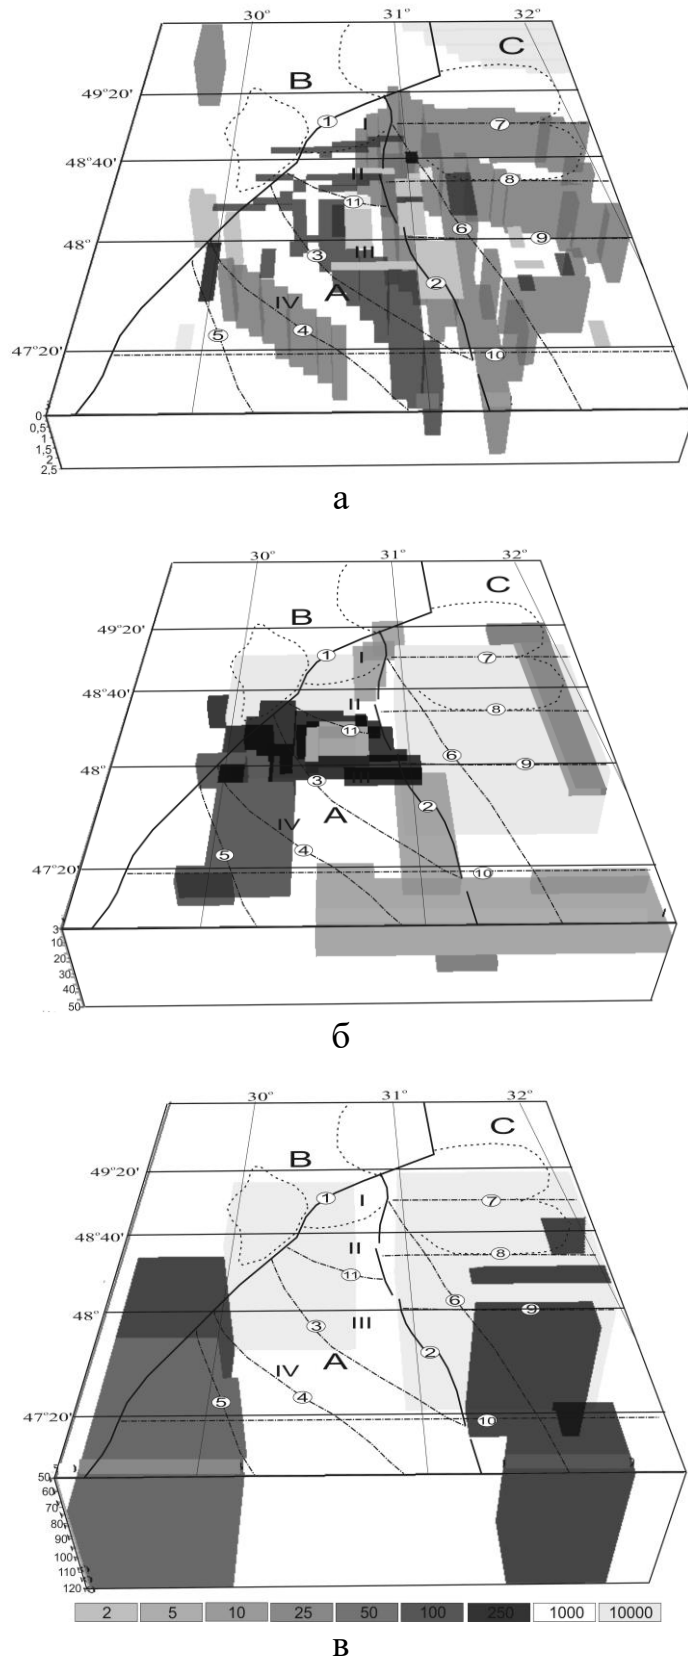 30° 31° 32°
C
B
49°20'
1
I
7
48°40'
II
8
11
6
48°
9
3
III
2
A
IV
4
5
47°20'
10
0
0,5
1
1,5
2
2,5
а
30° 31° 32°
C
B
49°20'
1
I
7
48°40'
II
8
11
6
48°
9
3
III
2
A
IV
4
5
47°20'
10
3
10
20
30
40
50
б
30° 31° 32°
C
B
49°20'
1
I
7
48°40'
II
8
11
6
48°
9
3
III
2
A
IV
4
5
47°20'
10
50
60
70
80
90
100
110
120
2 5 10 25 50 100 250 1000 10000
в